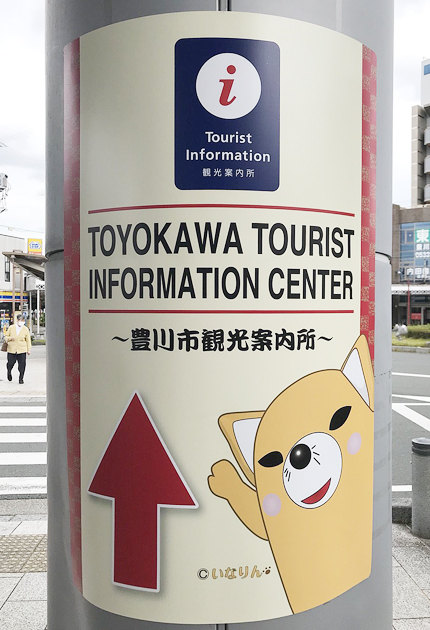 i
Tourist
Information
観光案内所
TOYOKAWA TOURIST
INFORMATION CENTER
～豊川市観光案内所～
©いなりん